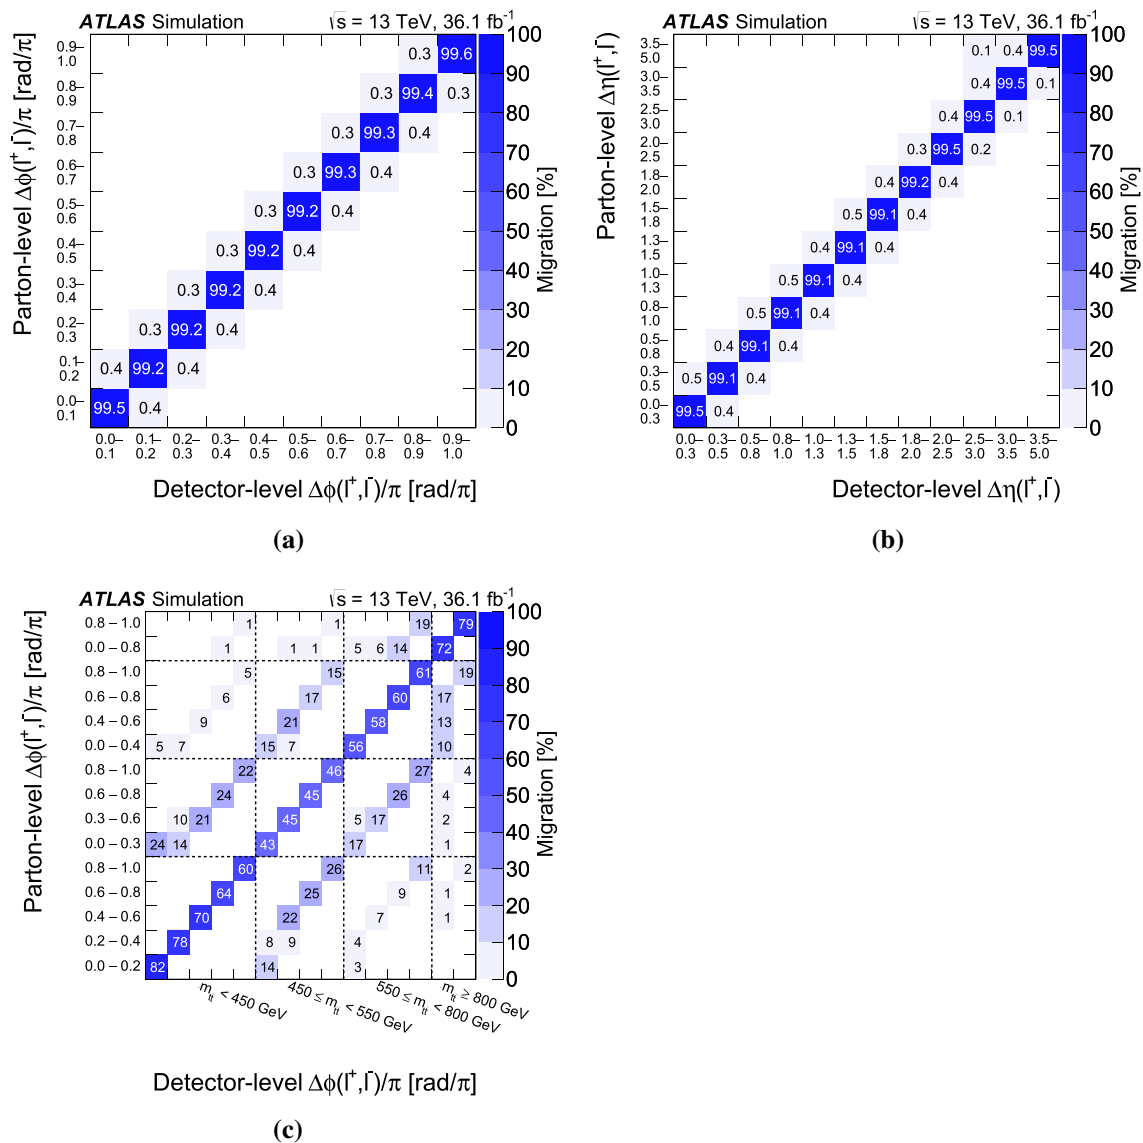 ATLAS Simulation √s = 13 TeV, 36.1 fb-1
Parton-level Δϕ(l+,l-)/π [rad/π]
0.9–1.0 0.3 99.6
0.8–0.9 0.3 99.4 0.3
0.7–0.8 0.3 99.3 0.4
0.6–0.7 0.3 99.3 0.4
0.5–0.6 0.3 99.2 0.4
0.4–0.5 0.3 99.2 0.4
0.3–0.4 0.3 99.2 0.4
0.2–0.3 0.3 99.2 0.4
0.1–0.2 0.4 99.2 0.4
0.0–0.1 99.5 0.4
0.0–0.1 0.1–0.2 0.2–0.3 0.3–0.4 0.4–0.5 0.5–0.6 0.6–0.7 0.7–0.8 0.8–0.9 0.9–1.0
Detector-level Δϕ(l+,l-)/π [rad/π]
100 90 80 70 60 50 40 30 20 10 0
Migration [%]
(a)
ATLAS Simulation √s = 13 TeV, 36.1 fb-1
Parton-level Δη(l+,l-)
3.5–5.0 0.1 0.4 99.5
3.0–3.5 0.4 99.5 0.1
2.5–3.0 0.4 99.5 0.1
2.0–2.5 0.3 99.5 0.2
1.8–2.0 0.4 99.2 0.4
1.5–1.8 0.5 99.1 0.4
1.3–1.5 0.4 99.1 0.4
1.0–1.3 0.5 99.1 0.4
0.8–1.0 0.5 99.1 0.4
0.5–0.8 0.4 99.1 0.4
0.3–0.5 0.5 99.1 0.4
0.0–0.3 99.5 0.4
0.0–0.3 0.3–0.5 0.5–0.8 0.8–1.0 1.0–1.3 1.3–1.5 1.5–1.8 1.8–2.0 2.0–2.5 2.5–3.0 3.0–3.5 3.5–5.0
Detector-level Δη(l+,l-)
100 90 80 70 60 50 40 30 20 10 0
Migration [%]
(b)
ATLAS Simulation √s = 13 TeV, 36.1 fb-1
Parton-level Δϕ(l+,l-)/π [rad/π]
0.8 – 1.0 1 1 19 79
0.0 – 0.8 1 1 1 5 6 14 72
0.8 – 1.0 5 15 61 19
0.6 – 0.8 6 17 60 17
0.4 – 0.6 9 21 58 13
0.0 – 0.4 5 7 15 7 56 10
0.8 – 1.0 22 46 27 4
0.6 – 0.8 24 45 26 4
0.3 – 0.6 10 21 45 5 17 2
0.0 – 0.3 24 14 43 17 1
0.8 – 1.0 60 26 11 2
0.6 – 0.8 64 25 9 1
0.4 – 0.6 70 22 7 1
0.2 – 0.4 78 8 9 4
0.0 – 0.2 82 14 3
mtt < 450 GeV
450 ≤ mtt < 550 GeV
550 ≤ mtt < 800 GeV
mtt ≥ 800 GeV
Detector-level Δϕ(l+,l-)/π [rad/π]
100 90 80 70 60 50 40 30 20 10 0
Migration [%]
(c)